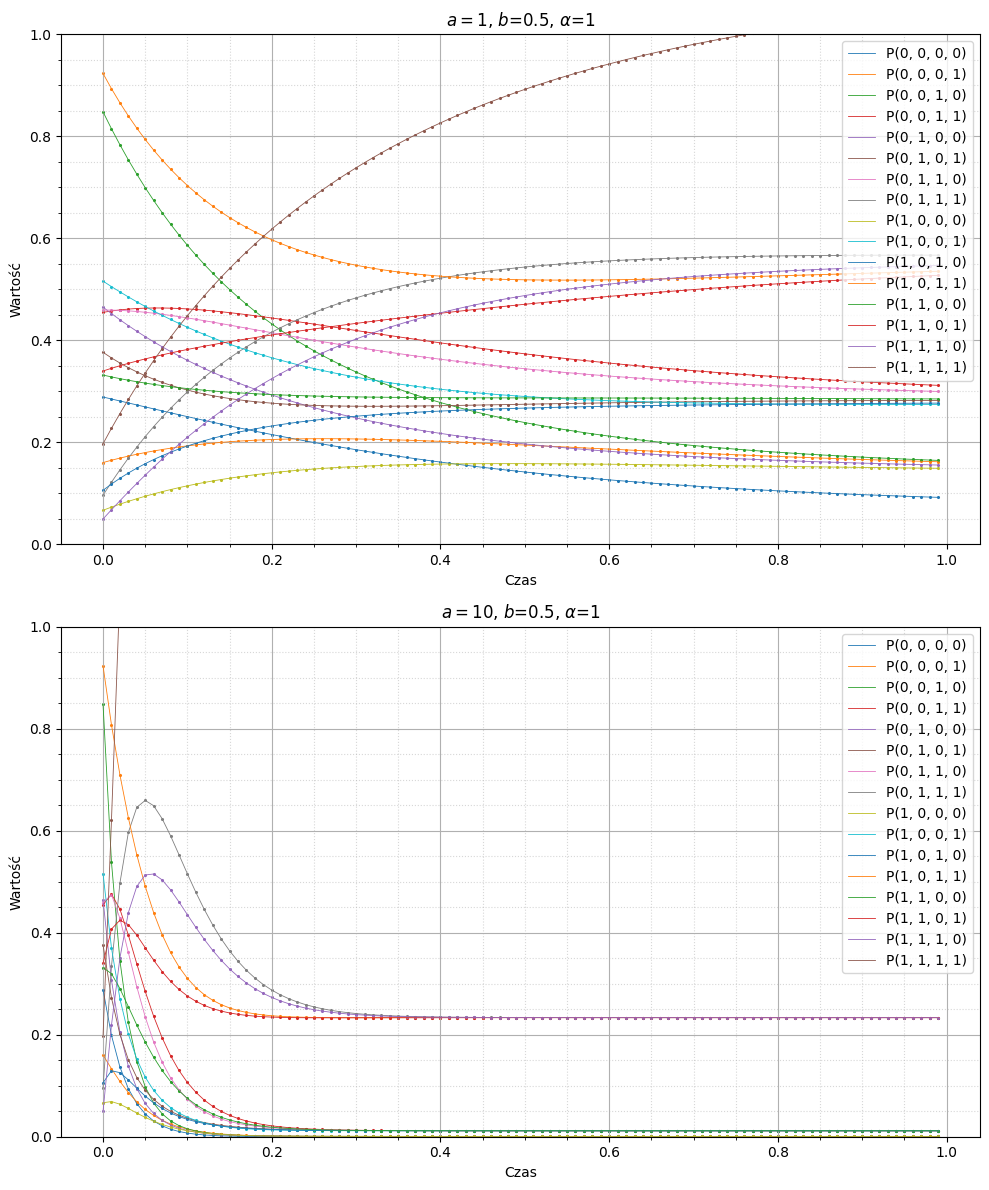 a = 1, b=0.5, α=1
1.0
0.8
0.6
0.4
0.2
0.0
Wartość
P(0, 0, 0, 0)
P(0, 0, 0, 1)
P(0, 0, 1, 0)
P(0, 0, 1, 1)
P(0, 1, 0, 0)
P(0, 1, 0, 1)
P(0, 1, 1, 0)
P(0, 1, 1, 1)
P(1, 0, 0, 0)
P(1, 0, 0, 1)
P(1, 0, 1, 0)
P(1, 0, 1, 1)
P(1, 1, 0, 0)
P(1, 1, 0, 1)
P(1, 1, 1, 0)
P(1, 1, 1, 1)
0.0 0.2 0.4 0.6 0.8 1.0
Czas
a = 10, b=0.5, α=1
1.0
0.8
0.6
0.4
0.2
0.0
Wartość
P(0, 0, 0, 0)
P(0, 0, 0, 1)
P(0, 0, 1, 0)
P(0, 0, 1, 1)
P(0, 1, 0, 0)
P(0, 1, 0, 1)
P(0, 1, 1, 0)
P(0, 1, 1, 1)
P(1, 0, 0, 0)
P(1, 0, 0, 1)
P(1, 0, 1, 0)
P(1, 0, 1, 1)
P(1, 1, 0, 0)
P(1, 1, 0, 1)
P(1, 1, 1, 0)
P(1, 1, 1, 1)
0.0 0.2 0.4 0.6 0.8 1.0
Czas